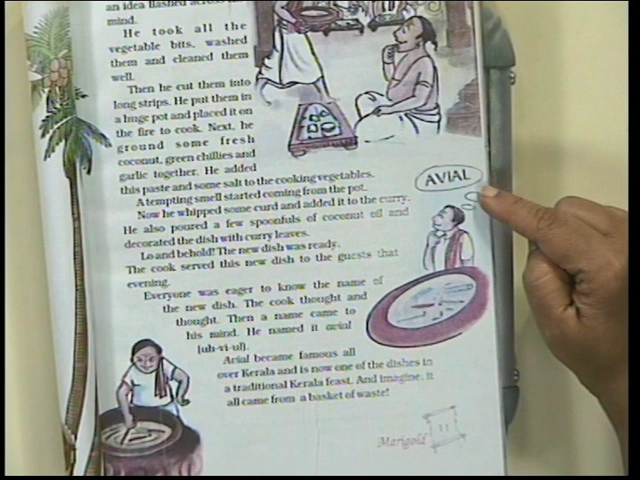 an idea flashed across
mind.
He took all the
vegetable bits, washed
them and cleaned them
well.
Then he cut them into
long strips. He put them in
a huge pot and placed it on
the fire to cook. Next, he
ground some fresh
coconut, green chillies and
garlic together. He added
this paste and some salt to the cooking vegetables.
A tempting smell started coming from the pot.
Now he whipped some curd and added it to the curry.
He also poured a few spoonfuls of coconut oil and
decorated the dish with curry leaves.
Lo and behold! The new dish was ready.
The cook served this new dish to the guests that
evening.
Everyone was eager to know the name of
the new dish. The cook thought and
thought. Then a name came to
his mind. He named it avial
(uh-vi-ul).
Avial became famous all
over Kerala and is now one of the dishes in
a traditional Kerala feast. And imagine, it
all came from a basket of waste!
AVIAL
Marigold 11